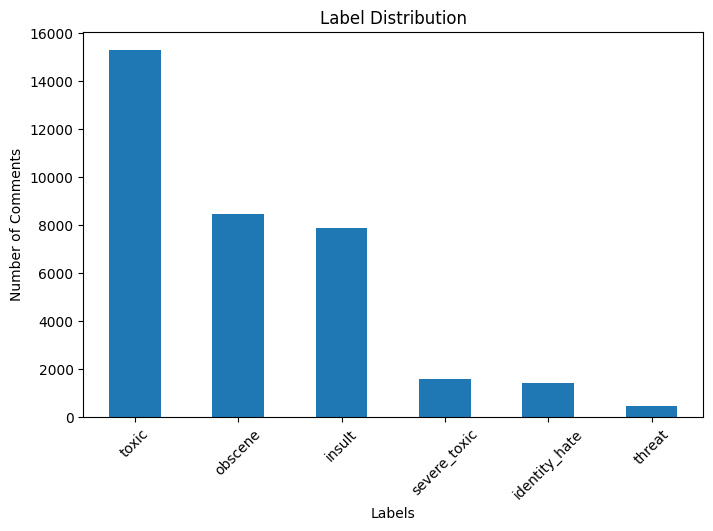 Label Distribution
Number of Comments
16000
14000
12000
10000
8000
6000
4000
2000
0
toxic
obscene
insult
severe_toxic
identity_hate
threat
Labels